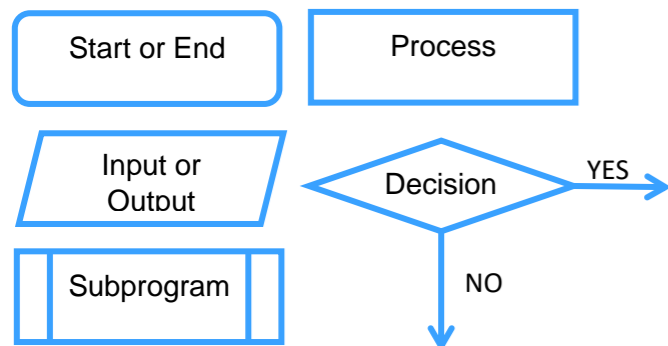 Start or End
Process
Input or
Output
Decision
YES
Subprogram
NO